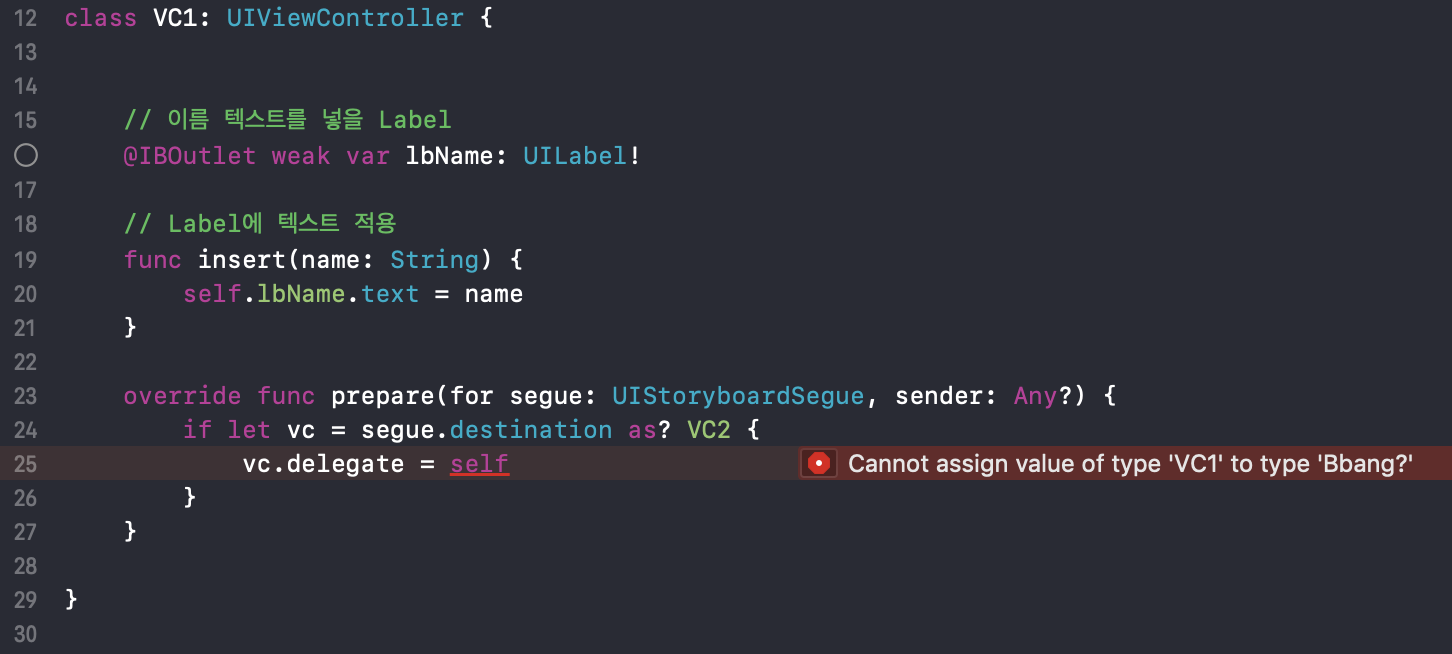 12 class VC1: UIViewController {
13
14
15 // 이름 텍스트를 넣을 Label
@IBOutlet weak var lbName: UILabel!
17
18 // Label에 텍스트 적용
19 func insert(name: String) {
20 self.lbName.text = name
21 }
22
23 override func prepare(for segue: UIStoryboardSegue, sender: Any?) {
24 if let vc = segue.destination as? VC2 {
25 vc.delegate = self Cannot assign value of type 'VC1' to type 'Bbang?'
26 }
27 }
28
29 }
30